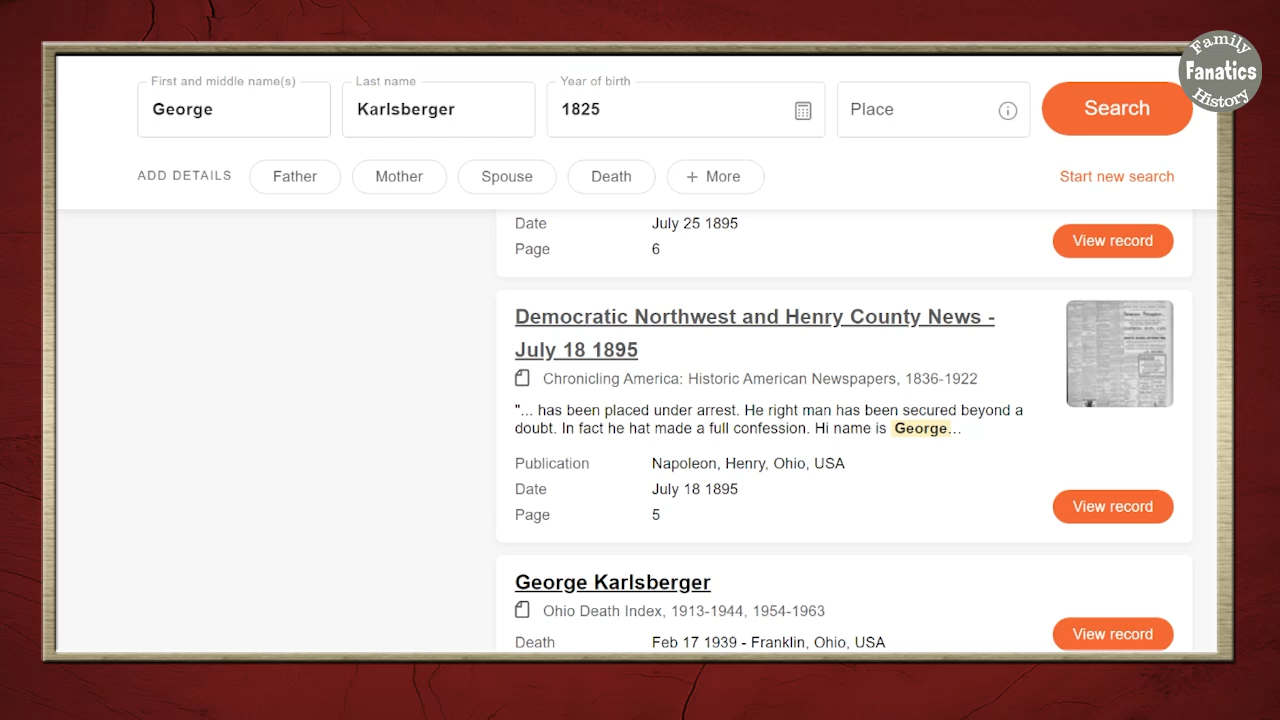 Family
Fanatics
History
First and middle name(s)
George
Last name
Karlsberger
Year of birth
1825
Place
Search
ADD DETAILS
Father
Mother
Spouse
Death
+ More
Start new search
Date July 25 1895
Page 6
View record
Democratic Northwest and Henry County News -
July 18 1895
Chronicling America: Historic American Newspapers, 1836-1922
"... has been placed under arrest. He right man has been secured beyond a
doubt. In fact he hat made a full confession. Hi name is George...
Publication Napoleon, Henry, Ohio, USA
Date July 18 1895
Page 5
View record
George Karlsberger
Ohio Death Index, 1913-1944, 1954-1963
Death Feb 17 1939 - Franklin, Ohio, USA
View record